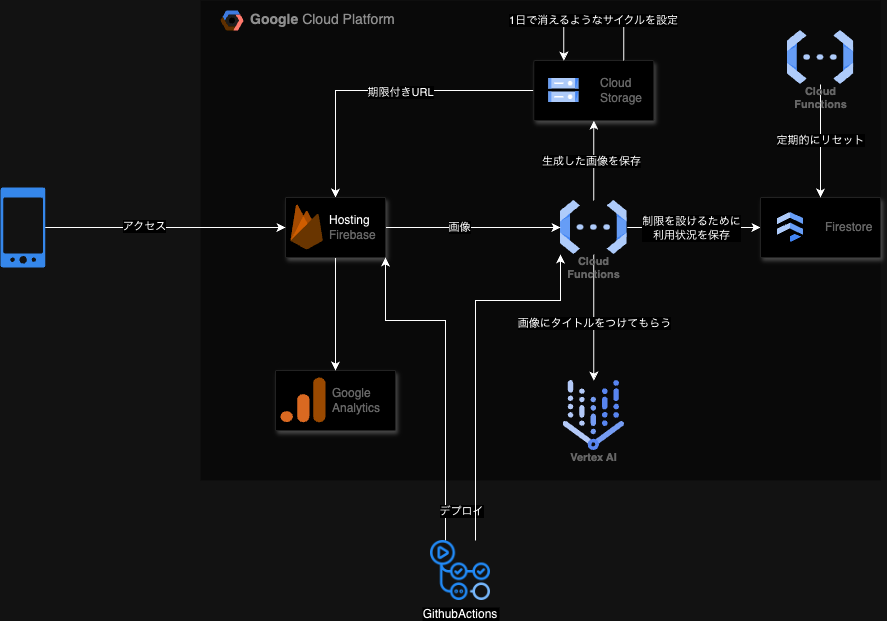 Google Cloud Platform
1日で消えるようなサイクルを設定
Cloud
Storage
Cloud
Functions
期限付きURL
定期的にリセット
生成した画像を保存
アクセス
Hosting
Firebase
画像
Cloud
Functions
制限を設けるために
利用状況を保存
Firestore
画像にタイトルをつけてもらう
Google
Analytics
Vertex AI
デプロイ
GithubActions